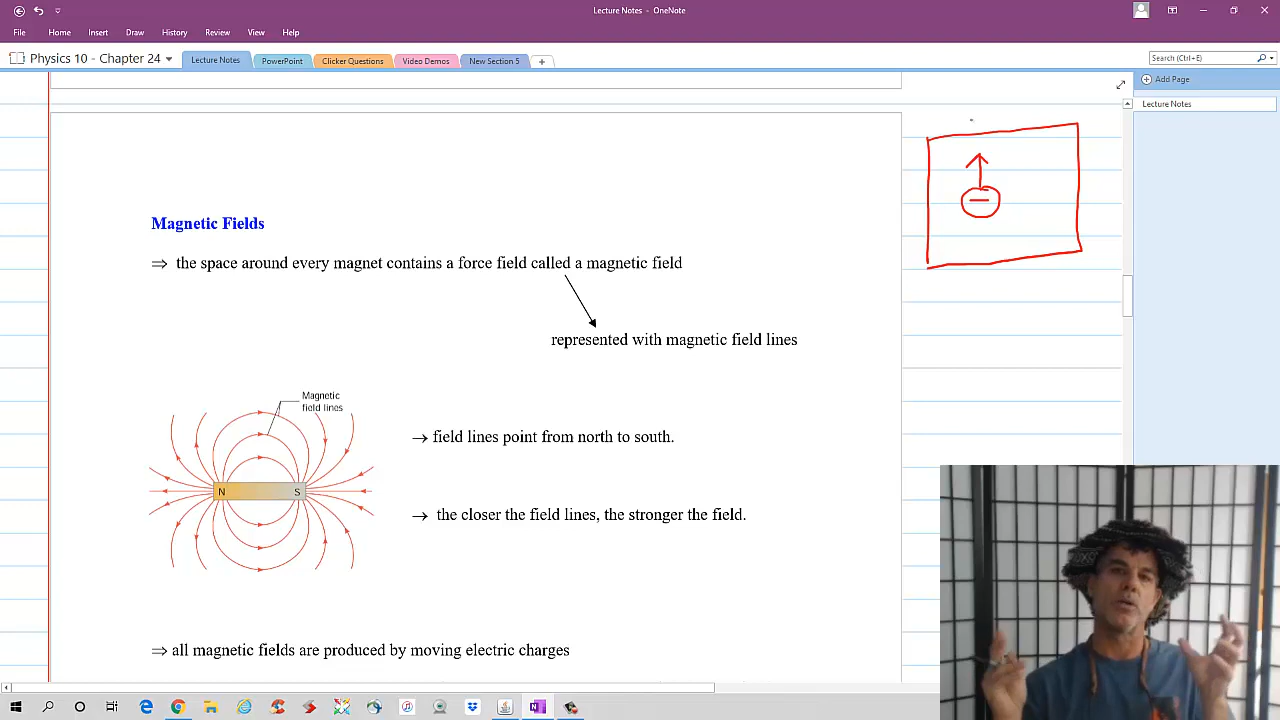 Lecture Notes - OneNote
File Home Insert Draw History Review View Help
Physics 10 - Chapter 24 Lecture Notes PowerPoint Clicker Questions Video Demos New Section 5 Search (Ctrl+E)
Add Page
Lecture Notes
Magnetic Fields
⇒ the space around every magnet contains a force field called a magnetic field
represented with magnetic field lines
Magnetic
field lines
→ field lines point from north to south.
N S
→ the closer the field lines, the stronger the field.
⇒ all magnetic fields are produced by moving electric charges